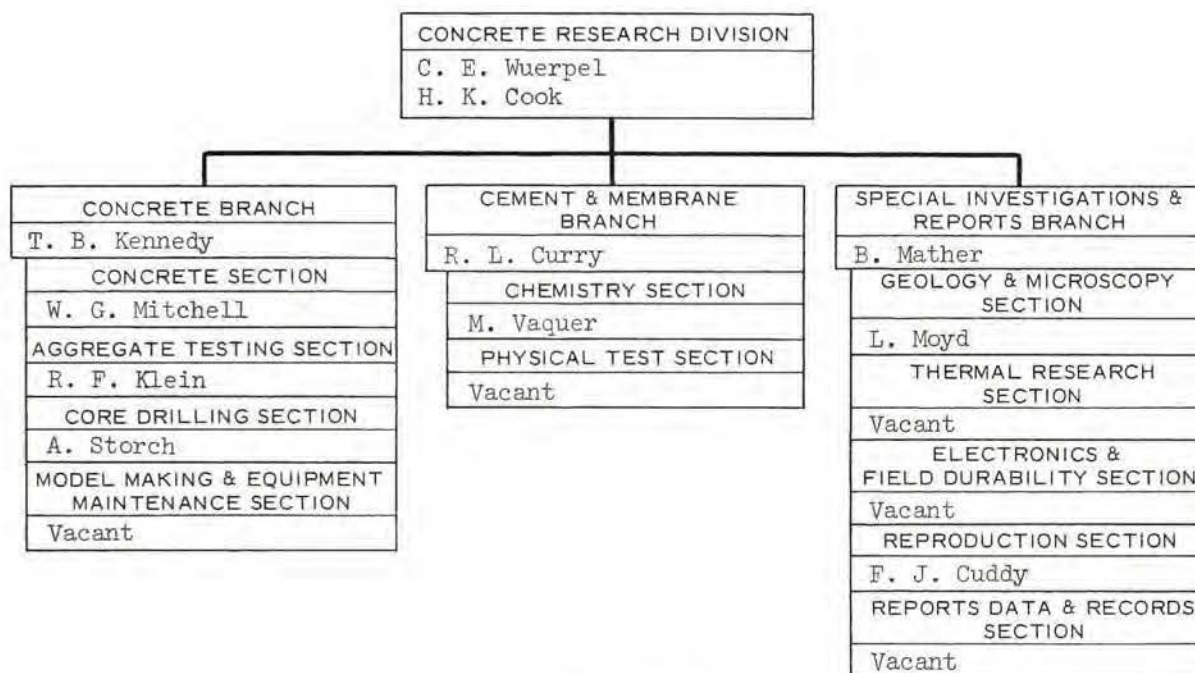 CONCRETE RESEARCH DIVISION
C. E. Wuerpel
H. K. Cook
CONCRETE BRANCH
T. B. Kennedy
CONCRETE SECTION
W. G. Mitchell
AGGREGATE TESTING SECTION
R. F. Klein
CORE DRILLING SECTION
A. Storch
MODEL MAKING & EQUIPMENT
MAINTENANCE SECTION
Vacant
CEMENT & MEMBRANE
BRANCH
R. L. Curry
CHEMISTRY SECTION
M. Vaquer
PHYSICAL TEST SECTION
Vacant
SPECIAL INVESTIGATIONS &
REPORTS BRANCH
B. Mather
GEOLOGY & MICROSCOPY
SECTION
L. Moyd
THERMAL RESEARCH
SECTION
Vacant
ELECTRONICS &
FIELD DURABILITY SECTION
Vacant
REPRODUCTION SECTION
F. J. Cuddy
REPORTS DATA & RECORDS
SECTION
Vacant